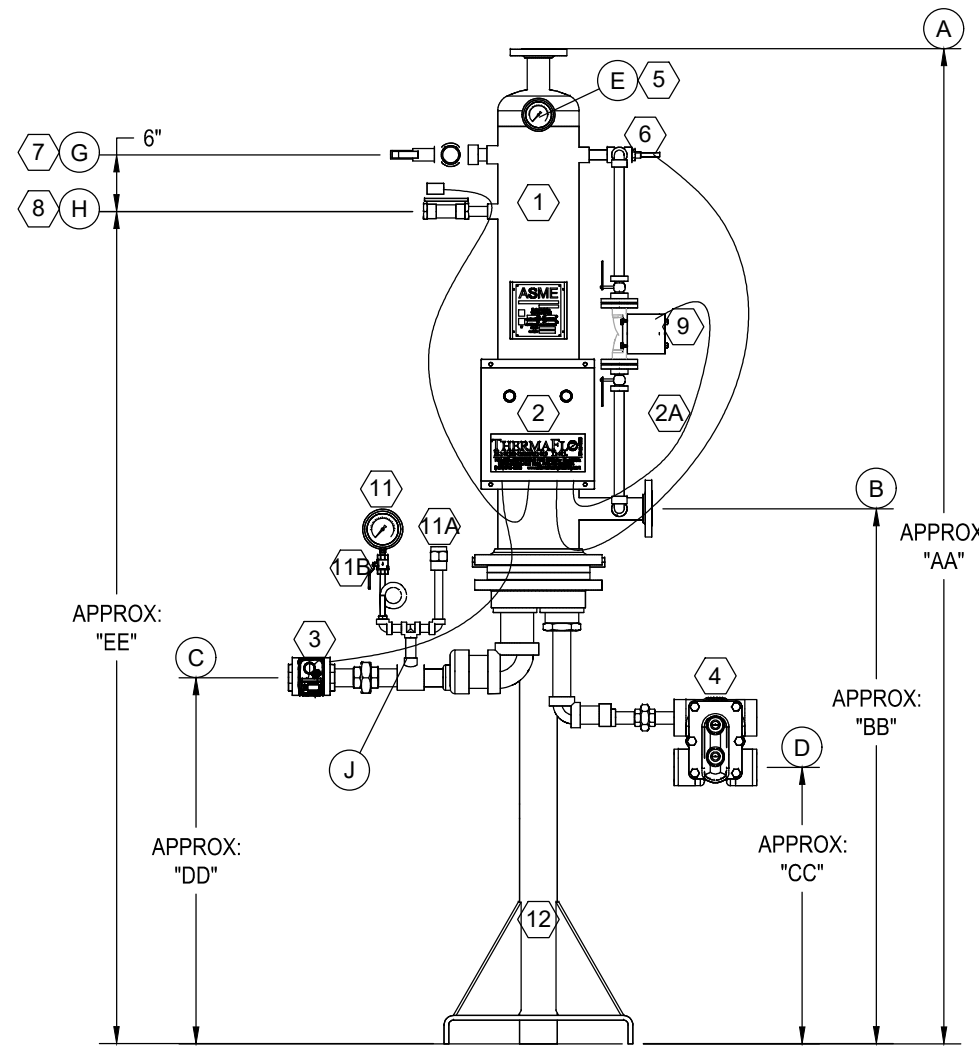 A
E 5
6"
7 G
6
8 H
1
ASME
9
2
2A
THERMAFLO
B
11
11A
APPROX
"AA"
11B
APPROX:
"EE"
3
C
4
APPROX:
"BB"
D
J
APPROX:
"DD"
APPROX:
"CC"
12